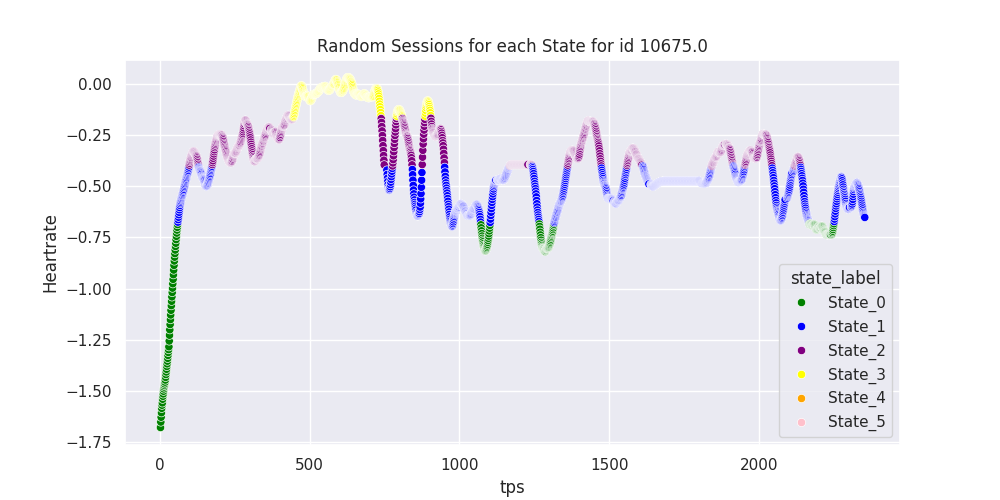 Random Sessions for each State for id 10675.0
Heartrate
0.00
−0.25
−0.50
−0.75
−1.00
−1.25
−1.50
−1.75
0
500
1000
1500
2000
tps
state_label
State_0
State_1
State_2
State_3
State_4
State_5